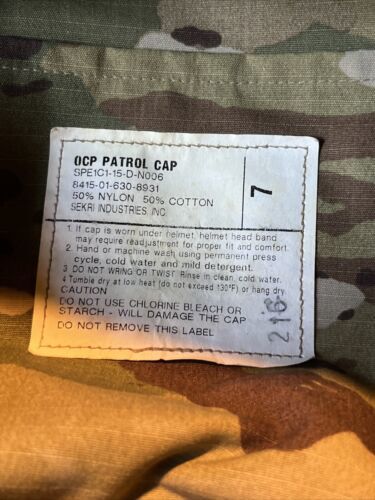 OCP PATROL CAP
SPE1C1-15-D-N006
8415-01-630-8931
50% NYLON 50% COTTON
SEKRI INDUSTRIES, INC.
7
1. If cap is worn under helmet, helmet head band
may require readjustment for proper fit and comfort.
2. Hand or machine wash using permanent press
cycle, cold water and mild detergent.
3 DO NOT WRING OR TWIST Rinse in clean, cold water.
4 Tumble dry at low heat (do not exceed 130°F) or hang dry
CAUTION
DO NOT USE CHLORINE BLEACH OR
STARCH - WILL DAMAGE THE CAP
DO NOT REMOVE THIS LABEL